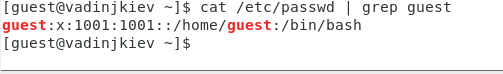 [guest@vadinjkiev ~]$ cat /etc/passwd | grep guest
guest:x:1001:1001::/home/guest:/bin/bash
[guest@vadinjkiev ~]$